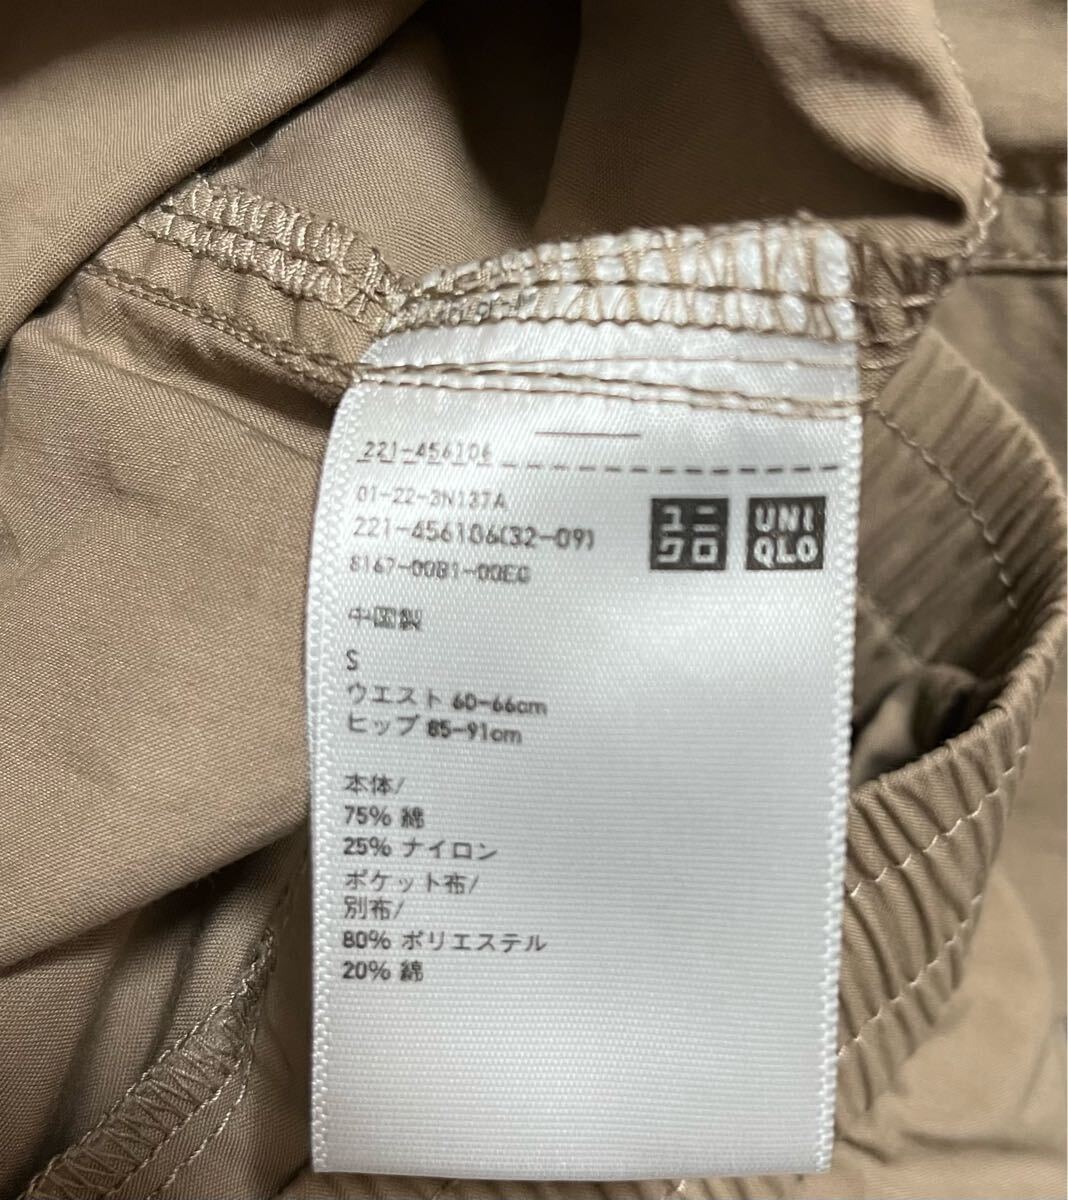 221-456106
01-22-3N137A
221-456106(32-09)
8167-00B1-00EG
ユニ
クロ
UNI
QLO
中国製
S
ウエスト 60-66cm
ヒップ 85-91cm
本体/
75% 綿
25% ナイロン
ポケット布/
別布/
80% ポリエステル
20% 綿